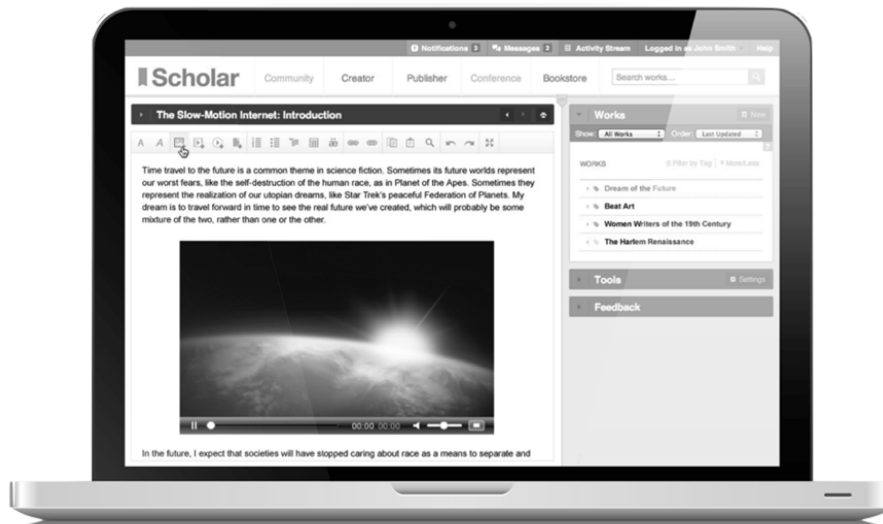 Notifications 3 Messages 2 Activity Stream Logged in as John Smith Help
Scholar Community Creator Publisher Conference Bookstore Search works...
The Slow-Motion Internet: Introduction
Works New
Show: All Works Order: Last Updated
A A
WORKS Filter by Tag More/Less
Time travel to the future is a common theme in science fiction. Sometimes its future worlds represent
our worst fears, like the self-destruction of the human race, as in Planet of the Apes. Sometimes they
represent the realization of our utopian dreams, like Star Trek's peaceful Federation of Planets. My
dream is to travel forward in time to see the real future we've created, which will probably be some
mixture of the two, rather than one or the other.
Dream of the Future
Beat Art
Women Writers of the 19th Century
The Harlem Renaissance
Tools Settings
Feedback
00:00 00:00
In the future, I expect that societies will have stopped caring about race as a means to separate and